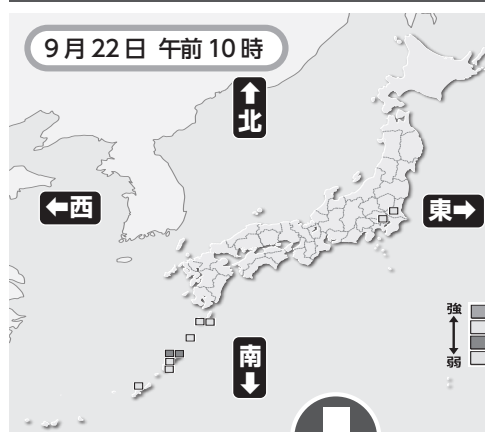 9月22日 午前10時
↑
北
←西
東→
強
弱
南
↓